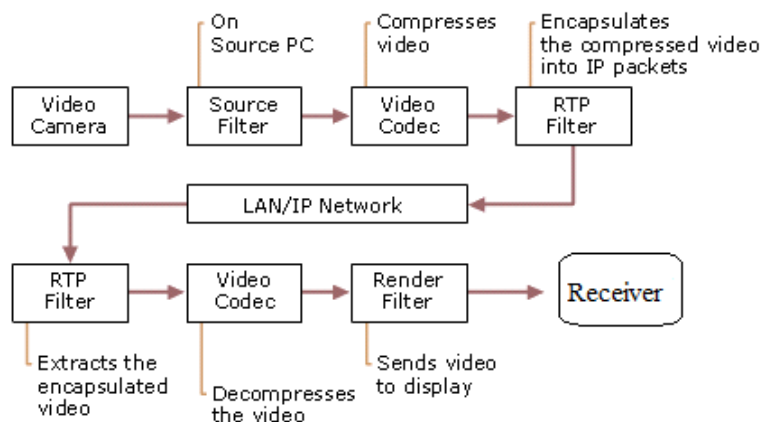 On
Source PC
Compresses
video
Encapsulates
the compressed video
into IP packets
Video
Camera
Source
Filter
Video
Codec
RTP
Filter
LAN/IP Network
RTP
Filter
Video
Codec
Render
Filter
Receiver
Extracts the
encapsulated
video
Decompresses
the video
Sends video
to display